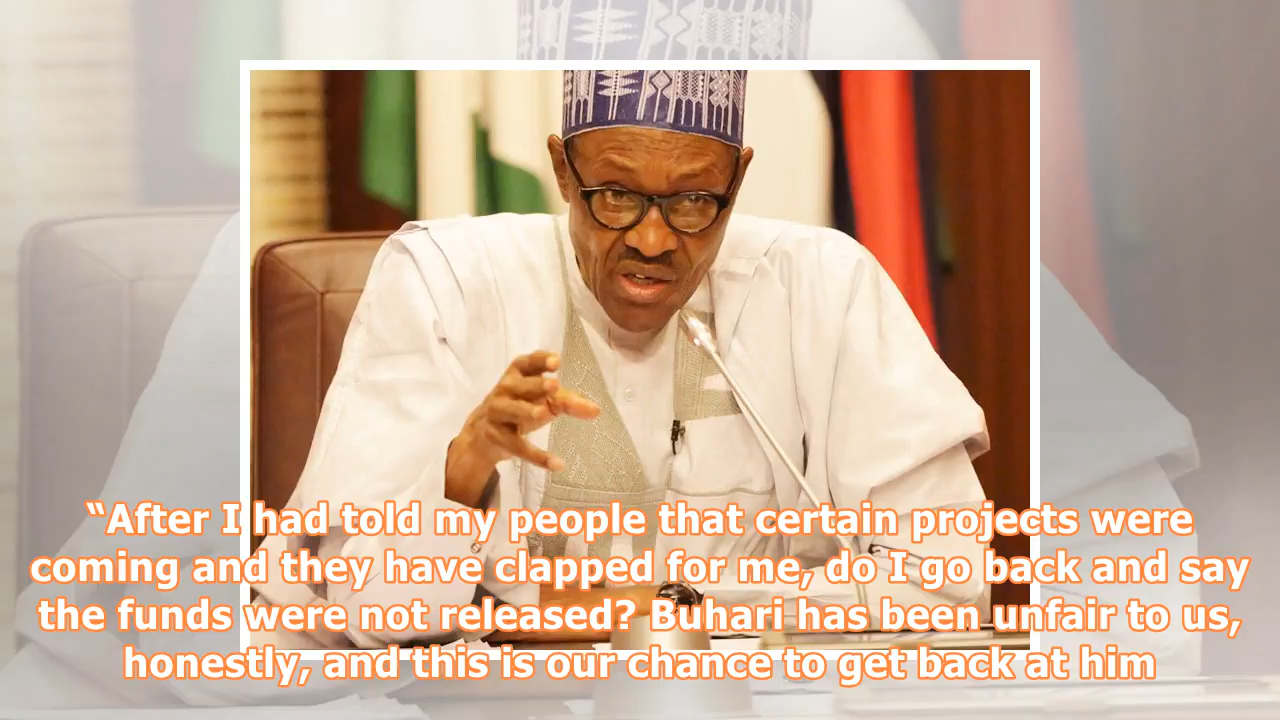 “After I had told my people that certain projects were
coming and they have clapped for me, do I go back and say
the funds were not released? Buhari has been unfair to us,
honestly, and this is our chance to get back at him